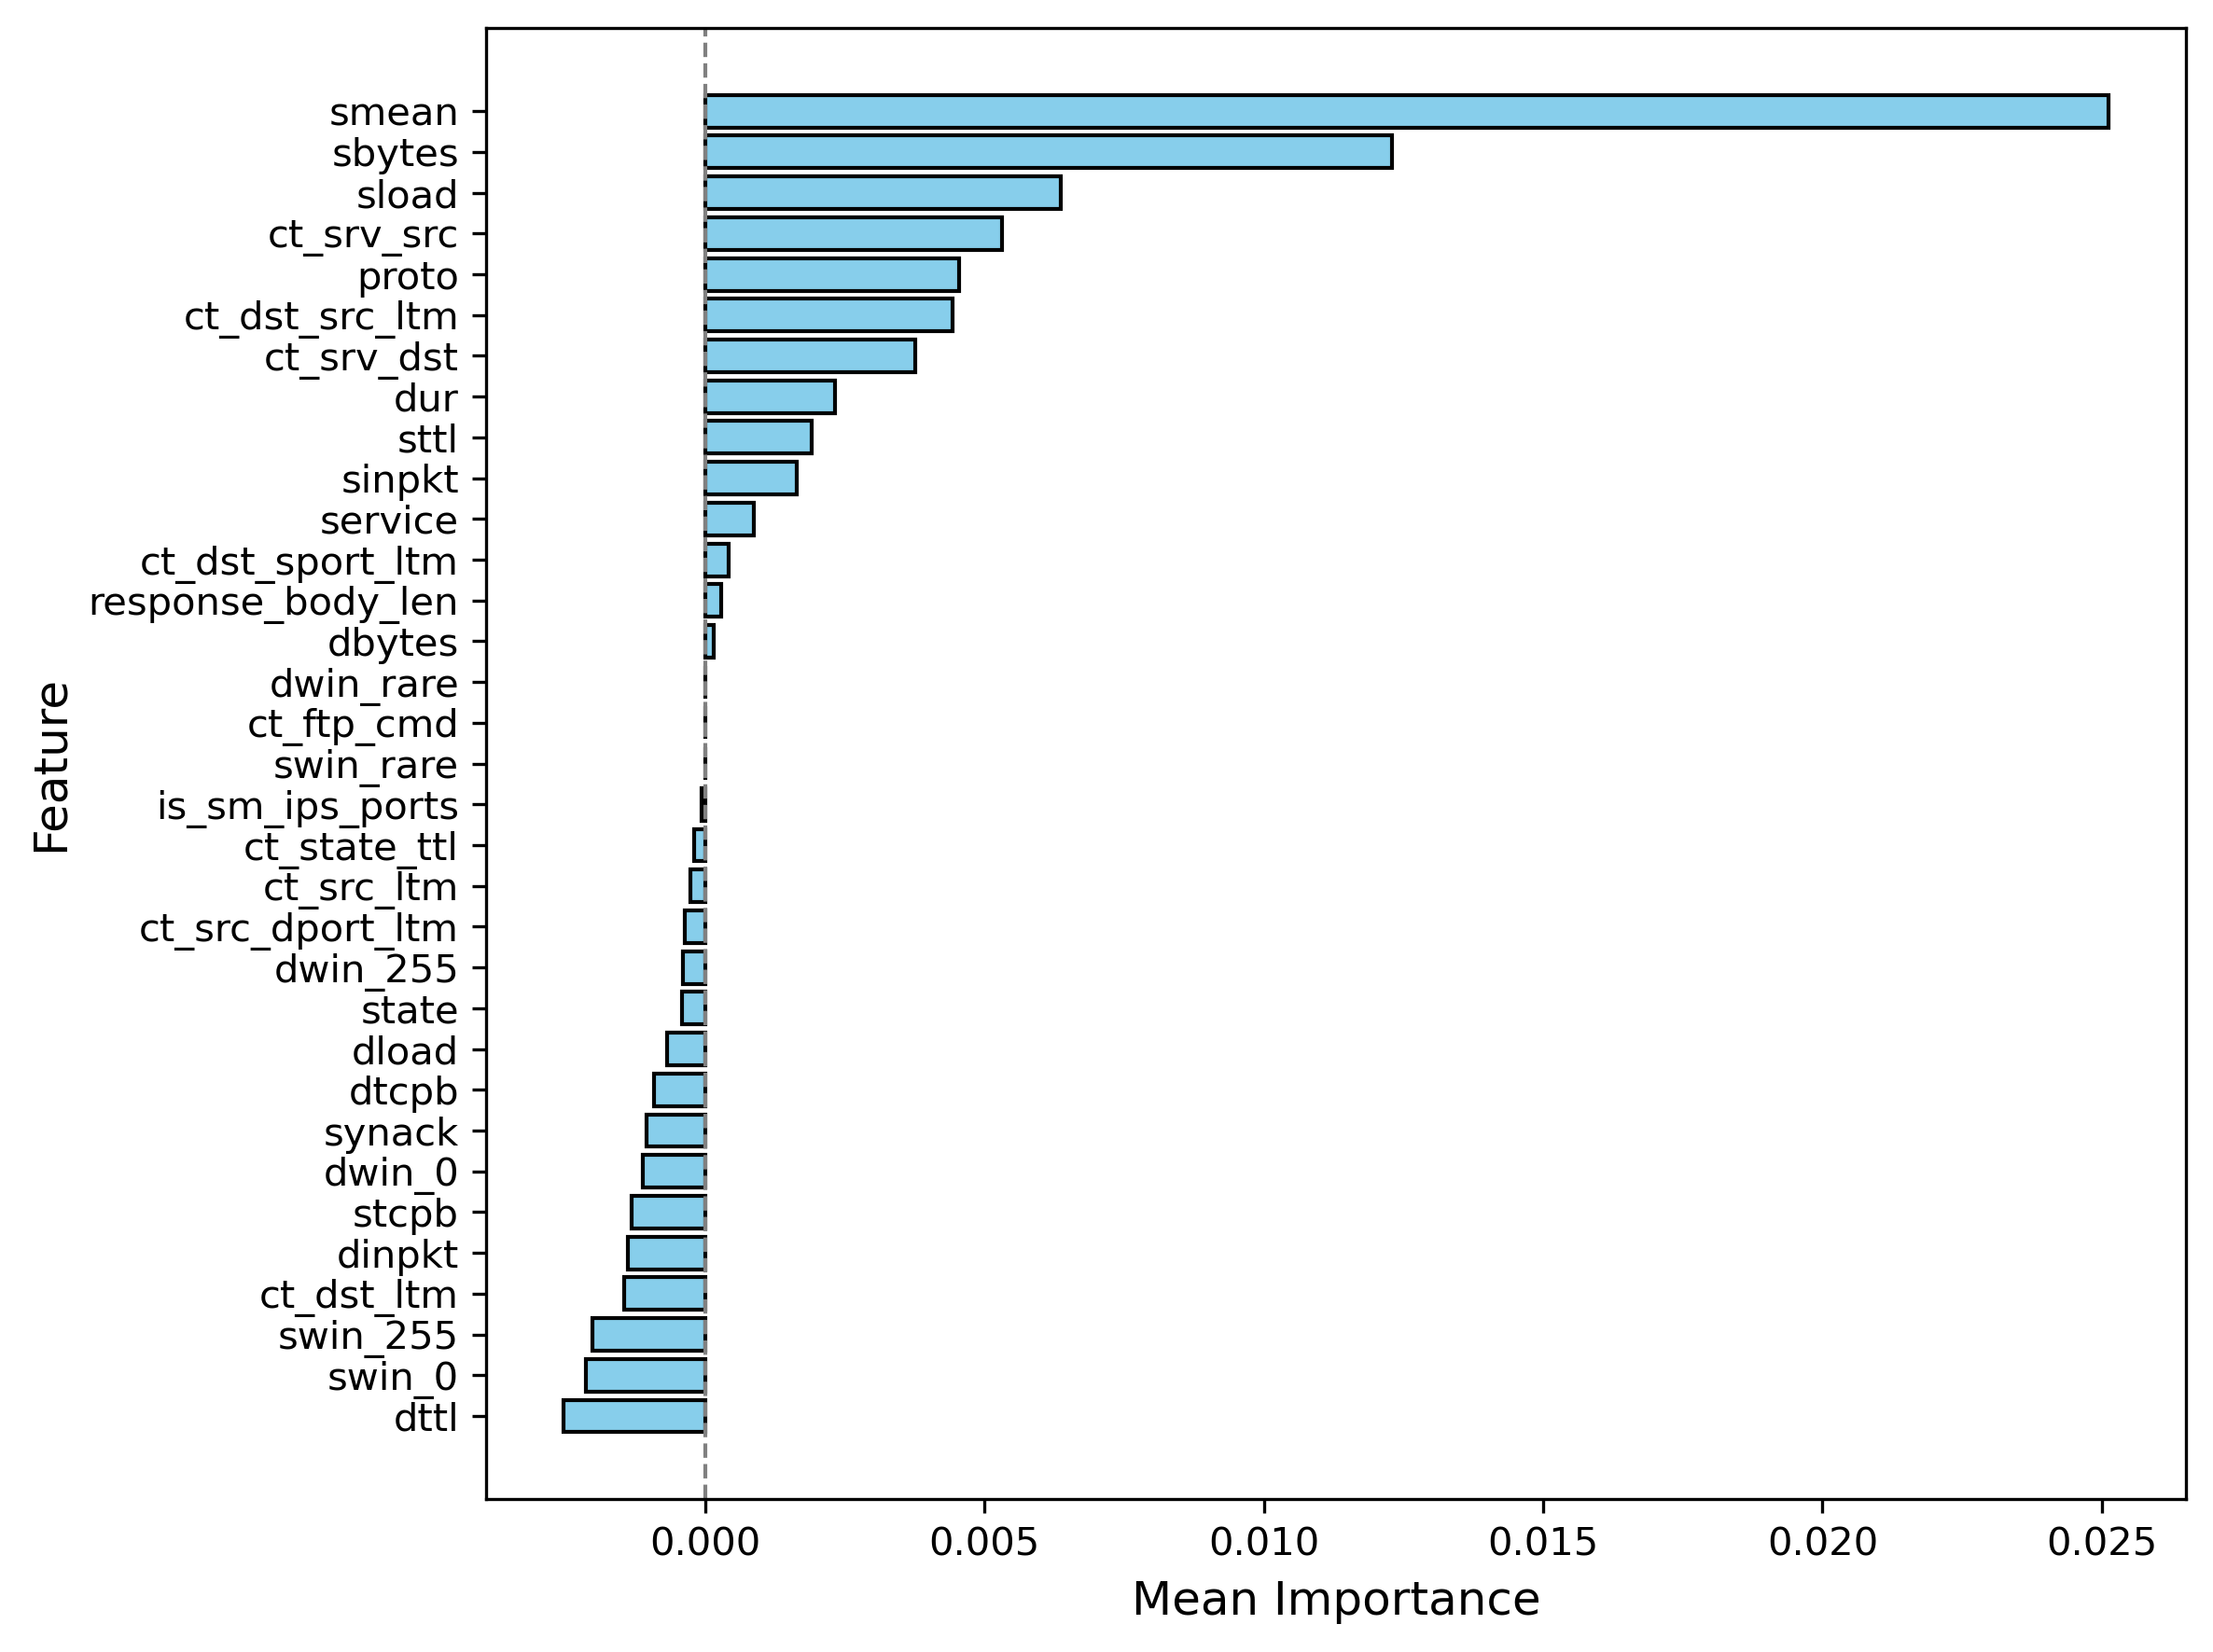 smean
sbytes
sload
ct_srv_src
proto
ct_dst_src_ltm
ct_srv_dst
dur
sttl
sinpkt
service
ct_dst_sport_ltm
response_body_len
dbytes
dwin_rare
ct_ftp_cmd
swin_rare
is_sm_ips_ports
ct_state_ttl
ct_src_ltm
ct_src_dport_ltm
dwin_255
state
dload
dtcpb
synack
dwin_0
stcpb
dinpkt
ct_dst_ltm
swin_255
swin_0
dttl
Feature
0.000 0.005 0.010 0.015 0.020 0.025
Mean Importance